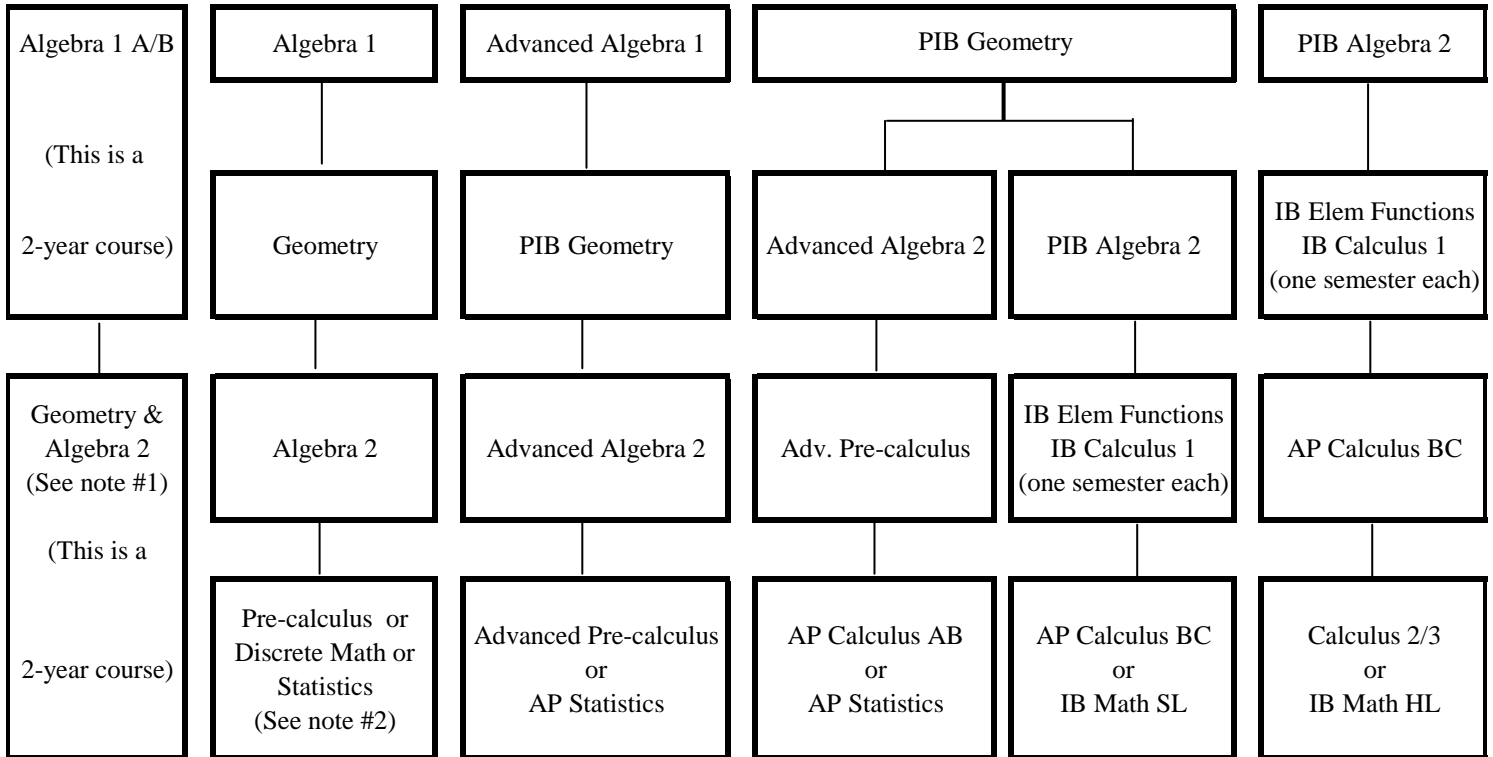 Algebra 1 A/B
(This is a
2-year course)
Algebra 1
Advanced Algebra 1
PIB Geometry
PIB Algebra 2
Geometry
PIB Geometry
Advanced Algebra 2
PIB Algebra 2
IB Elem Functions
IB Calculus 1
(one semester each)
Geometry &
Algebra 2
(See note #1)
(This is a
2-year course)
Algebra 2
Advanced Algebra 2
Adv. Pre-calculus
IB Elem Functions
IB Calculus 1
(one semester each)
AP Calculus BC
Pre-calculus or
Discrete Math or
Statistics
(See note #2)
Advanced Pre-calculus
or
AP Statistics
AP Calculus AB
or
AP Statistics
AP Calculus BC
or
IB Math SL
Calculus 2/3
or
IB Math HL